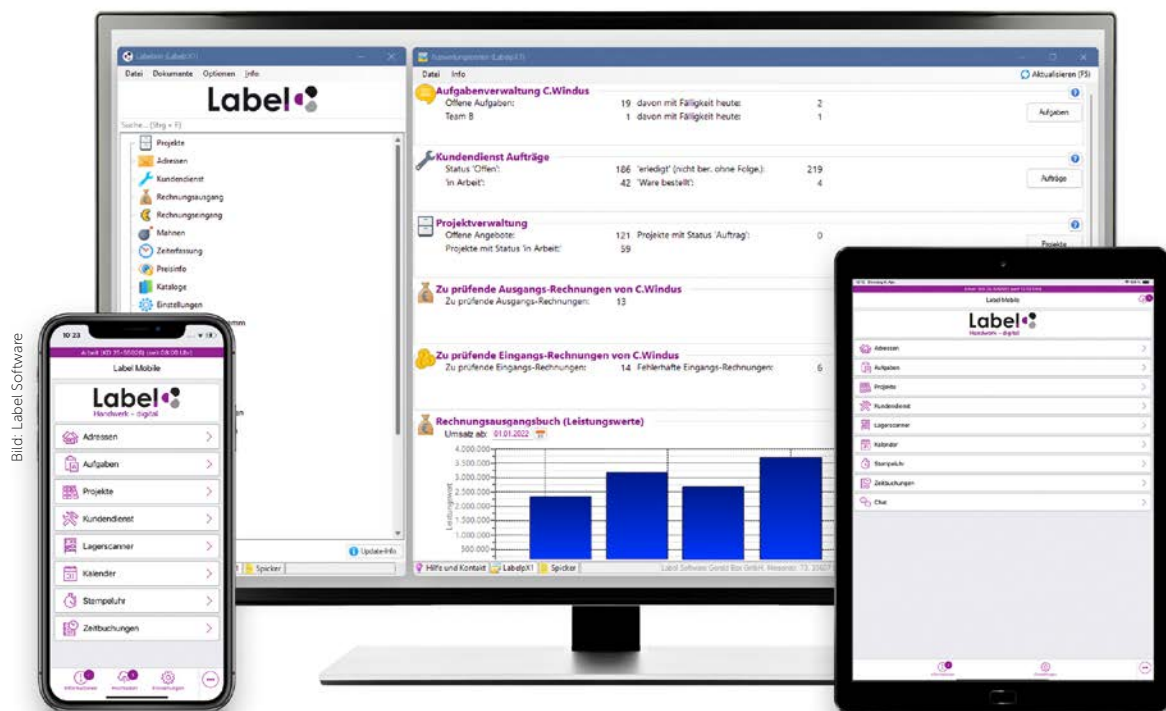 Bild: Label Software
Datei Dokumente Optionen Info
Label
Suche... (Strg + F)
Projekte
Adressen
Kundendienst
Rechnungsausgang
Rechnungseingang
Mahnen
Zeiterfassung
Preisinfo
Kataloge
Einstellungen
Update-Info
Spicker
Datei Info
Aktualisieren (F5)
Aufgabenverwaltung C.Windus
Offene Aufgaben: 19 davon mit Fälligkeit heute: 2
Team B 1 davon mit Fälligkeit heute: 1
Aufgaben
Kundendienst Aufträge
Status 'Offen': 186 'erledigt' (nicht ber. ohne Folge.): 219
'in Arbeit': 42 'Ware bestellt': 4
Aufträge
Projektverwaltung
Offene Angebote: 121 Projekte mit Status 'Auftrag': 0
Projekte mit Status 'in Arbeit': 59
Projekte
Zu prüfende Ausgangs-Rechnungen von C.Windus
Zu prüfende Ausgangs-Rechnungen: 13
Zu prüfende Eingangs-Rechnungen von C.Windus
Zu prüfende Eingangs-Rechnungen: 14 Fehlerhafte Eingangs-Rechnungen: 6
Rechnungsausgangsbuch (Leistungswerte)
Umsatz ab: 01.01.2022
Leistungswert
4.000.000
3.500.000
3.000.000
2.500.000
2.000.000
1.500.000
1.000.000
500.000
Hilfe und Kontakt LabelpX1 Spicker
10:23
Label Mobile
Label
Handwerk - digital
Adressen
Aufgaben
Projekte
Kundendienst
Lagerscanner
Kalender
Stempeluhr
Zeitbuchungen
Informationen
Einstellungen
Label Mobile
Label
Handwerk - digital
Adressen
Aufgaben
Projekte
Kundendienst
Lagerscanner
Kalender
Stempeluhr
Zeitbuchungen
Chat